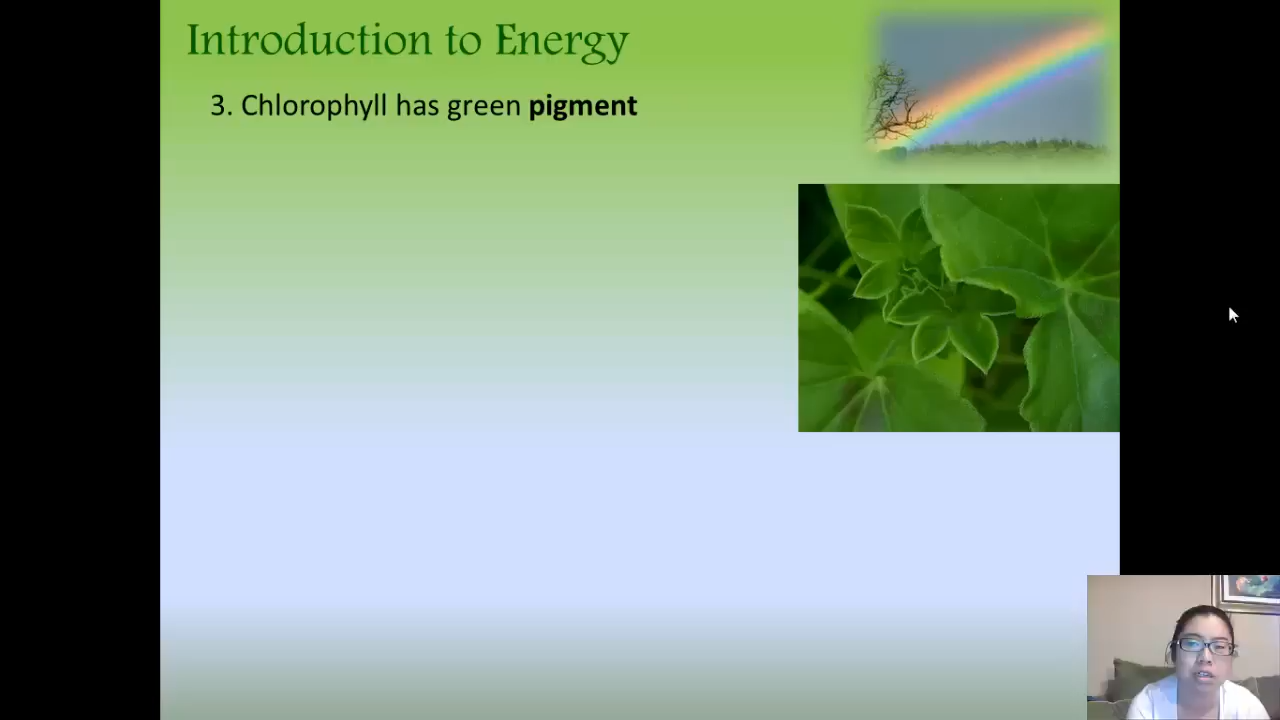 Introduction to Energy
3. Chlorophyll has green pigment